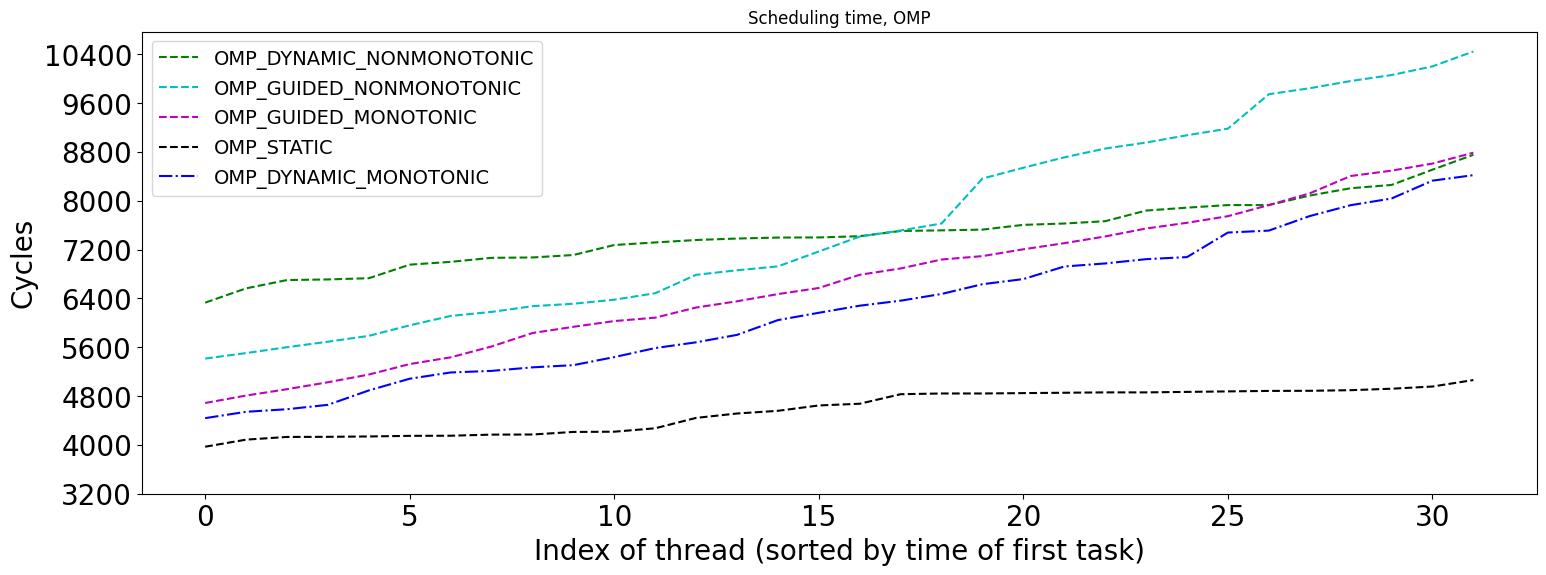 Scheduling time, OMP
OMP_DYNAMIC_NONMONOTONIC
OMP_GUIDED_NONMONOTONIC
OMP_GUIDED_MONOTONIC
OMP_STATIC
OMP_DYNAMIC_MONOTONIC
Cycles
10400
9600
8800
8000
7200
6400
5600
4800
4000
3200
0 5 10 15 20 25 30
Index of thread (sorted by time of first task)